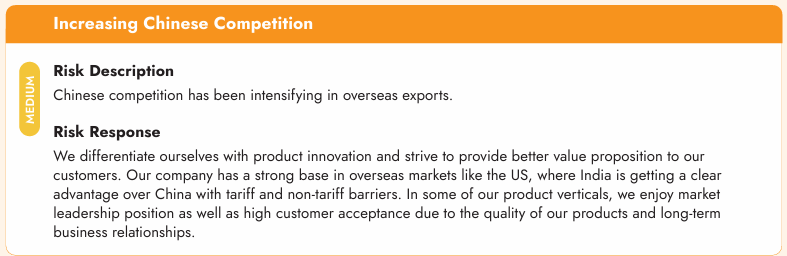 Increasing Chinese Competition
MEDIUM
Risk Description
Chinese competition has been intensifying in overseas exports.
Risk Response
We differentiate ourselves with product innovation and strive to provide better value proposition to our
customers. Our company has a strong base in overseas markets like the US, where India is getting a clear
advantage over China with tariff and non-tariff barriers. In some of our product verticals, we enjoy market
leadership position as well as high customer acceptance due to the quality of our products and long-term
business relationships.